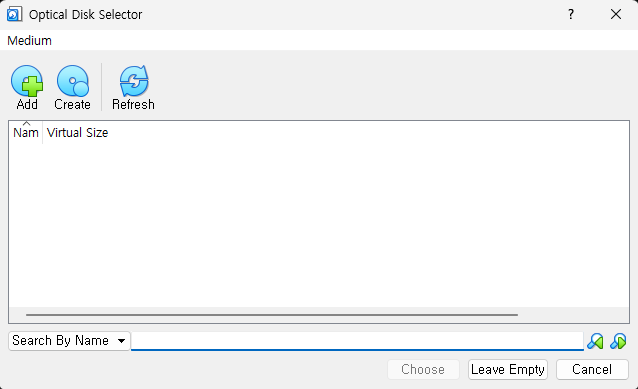 Optical Disk Selector
?
Medium
Add Create Refresh
Nam Virtual Size
Search By Name
Choose Leave Empty Cancel